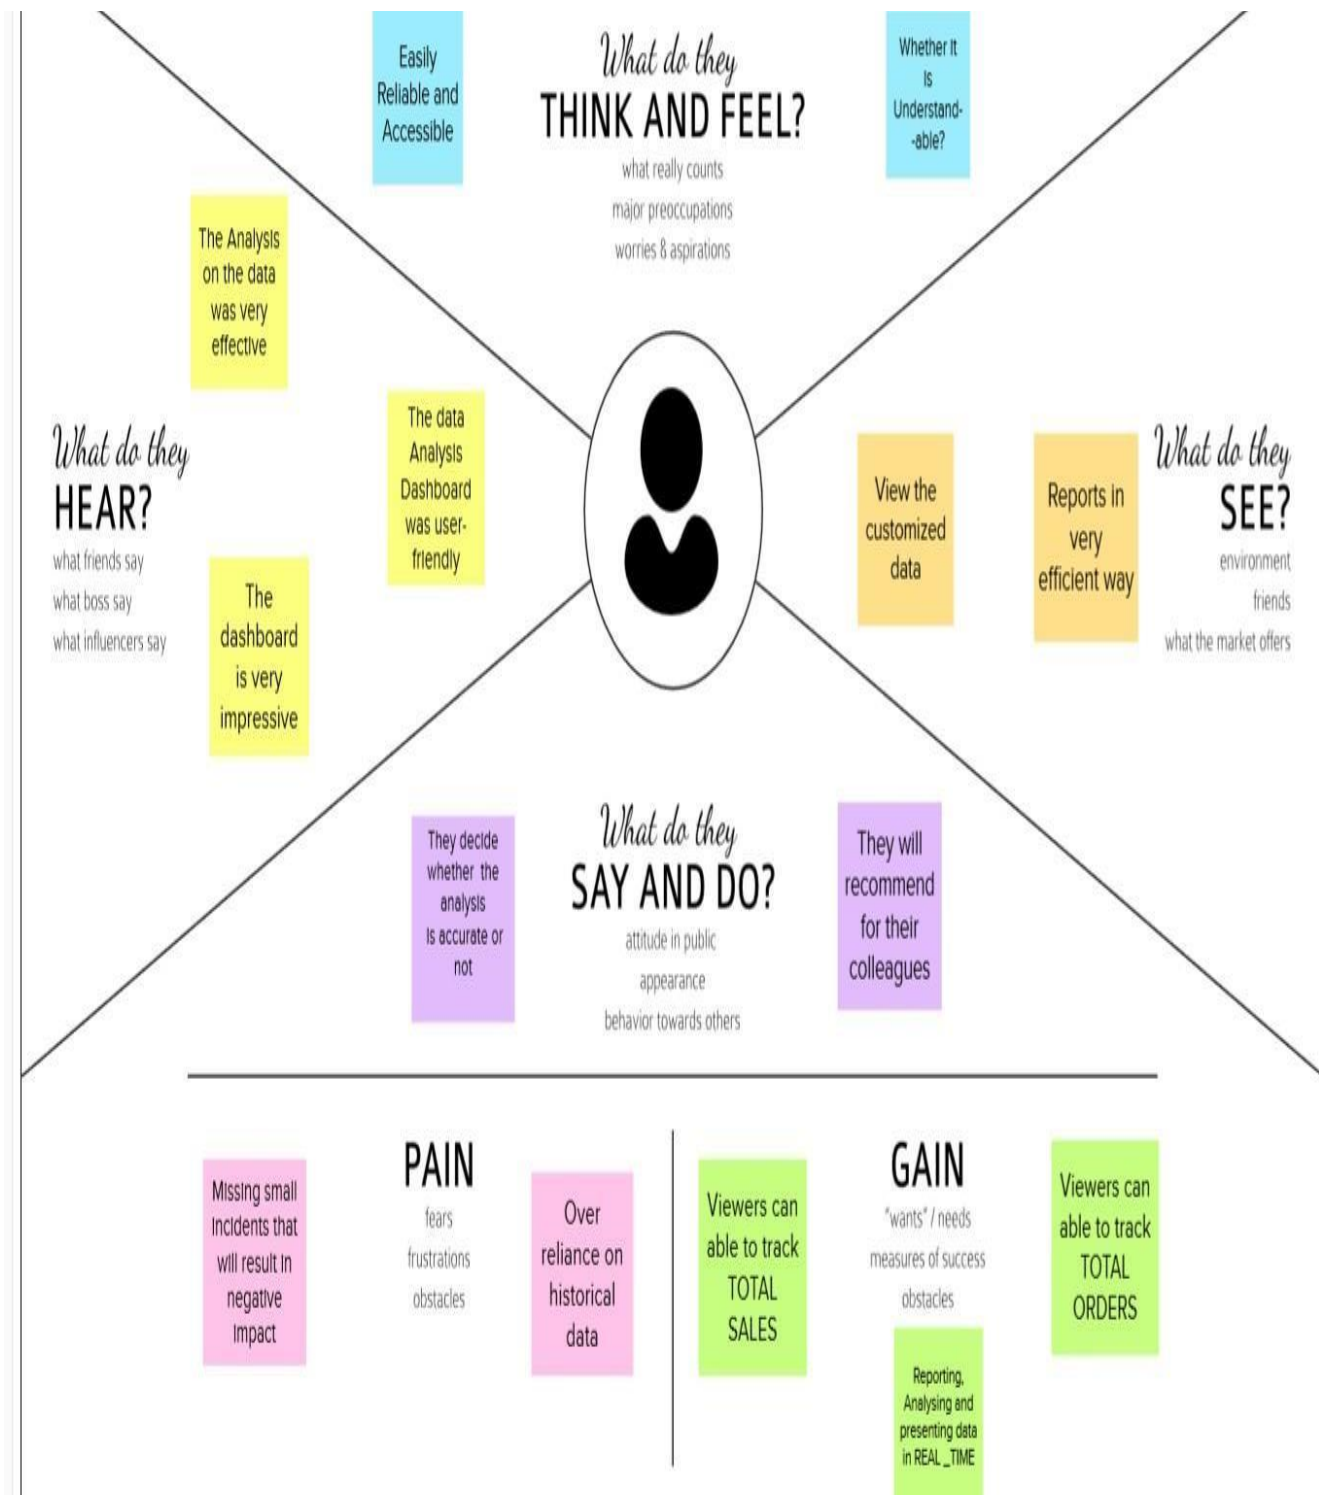 Easily
Reliable and
Accessible
What do they
THINK AND FEEL?
what really counts
major preoccupations
worries & aspirations
Whether It
Is
Understand-
-able?
The Analysis
on the data
was very
effective
The data
Analysis
Dashboard
was user-
friendly
What do they
HEAR?
what friends say
what boss say
what influencers say
The
dashboard
is very
impressive
View the
customized
data
Reports in
very
efficient way
What do they
SEE?
environment
friends
what the market offers
They decide
whether the
analysis
is accurate or
not
What do they
SAY AND DO?
attitude in public
appearance
behavior towards others
They will
recommend
for their
colleagues
Missing small
incidents that
will result in
negative
impact
PAIN
fears
frustrations
obstacles
Over
reliance on
historical
data
Viewers can
able to track
TOTAL
SALES
GAIN
"wants" / needs
measures of success
obstacles
Reporting,
Analysing and
presenting data
in REAL _TIME
Viewers can
able to track
TOTAL
ORDERS